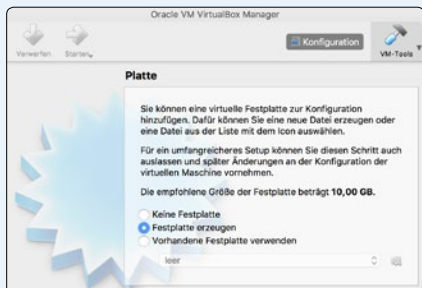 Oracle VM VirtualBox Manager
Verwerfen
Starten
Konfiguration
VM-Tools
Platte
Sie können eine virtuelle Festplatte zur Konfiguration
hinzufügen. Dafür können Sie eine neue Datei erzeugen oder
eine Datei aus der Liste mit dem Icon auswählen.
Für ein umfangreicheres Setup können Sie diesen Schritt auch
auslassen und später Änderungen an der Konfiguration der
virtuellen Maschine vornehmen.
Die empfohlene Größe der Festplatte beträgt 10,00 GB.
Keine Festplatte
Festplatte erzeugen
Vorhandene Festplatte verwenden
leer